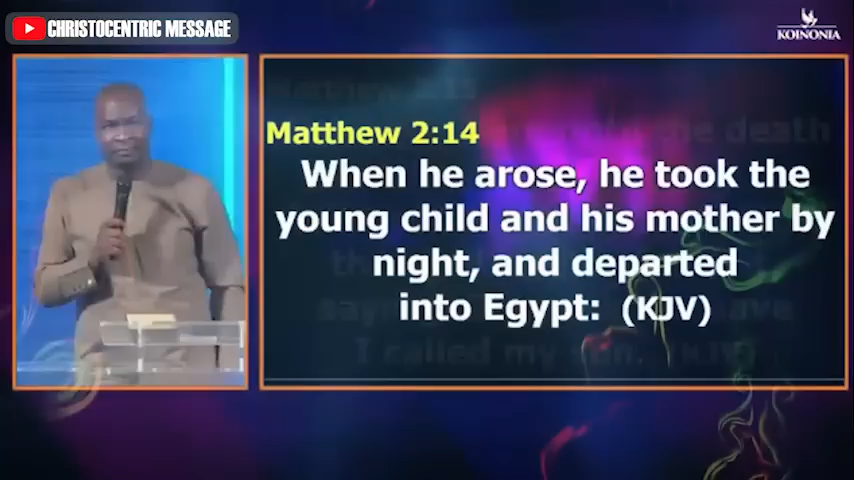 CHRISTOCENTRIC MESSAGE
KOINONIA
Matthew 2:14
When he arose, he took the
young child and his mother by
night, and departed
into Egypt: (KJV)